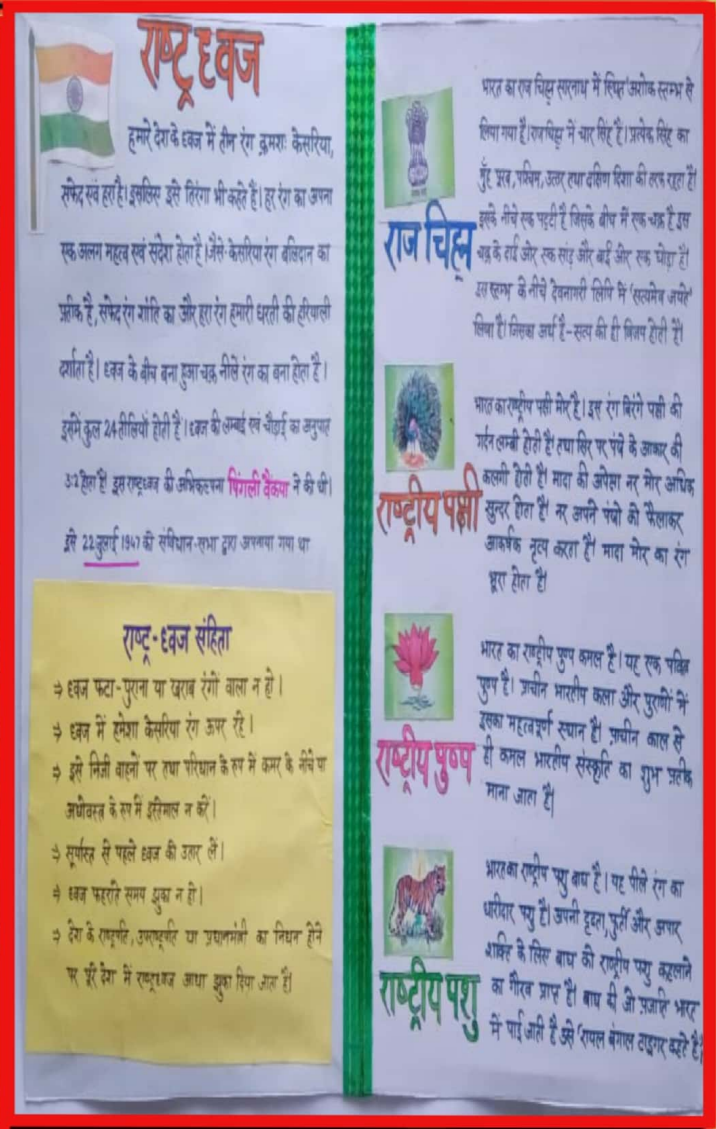 राष्ट्र ध्वज
हमारे देश के ध्वज में तीन रंग क्रमशः केसरिया,
सफेद एवं हरा है। इसलिए इसे तिरंगा भी कहते हैं। हर रंग का अपना
एक अलग महत्व एवं संदेश होता है। जैसे- केसरिया रंग बलिदान का
प्रतीक है, सफेद रंग शांति का और हरा रंग हमारी धरती की हरियाली
दर्शाता है। ध्वज के बीच बना हुआ चक्र नीले रंग का बना होता है।
इसमें कुल 24 तीलियाँ होती है। ध्वज की लम्बाई एवं चौड़ाई का अनुपात
3:2 होता है। इस राष्ट्रध्वज की अभिकल्पना पिंगली वैंकया ने की थी।
इसे 22 जुलाई 1947 को संविधान-सभा द्वारा अपनाया गया था
राष्ट्र-ध्वज संहिता
⇒ ध्वज फटा-पुराना या खराब रंगों वाला न हो।
⇒ ध्वज में हमेशा केसरिया रंग ऊपर रहे।
⇒ इसे निजी वाहनों पर तथा परिधान के रूप में कमर के नीचे या
अधोवस्त्र के रूप में इस्तिमाल न करें।
⇒ सूर्यास्त से पहले ध्वज को उतार लें।
⇒ ध्वज फहराते समय झुका न हो।
⇒ देश के राष्ट्रपति, उपराष्ट्रपति या प्रधानमंत्री का निधन होने
पर पूरे देश में राष्ट्रध्वज आधा झुका दिया जाता है।
राज चिह्म
भारत का राज चिह्म सारनाथ में स्थित 'अशोक स्तम्भ से
लिया गया है। राज चिह्म में चार सिंह है। प्रत्येक सिंह का
मुँह पूरब, पश्चिम, उत्तर तथा दक्षिण दिशा की तरफ रहता है।
इसके नीचे एक पट्टी है जिसके बीच में एक चक्र है इस
चक्र के दाईं ओर एक सांड और बाईं ओर एक घोड़ा है।
इस स्तम्भ के नीचे देवनागरी लिपि में 'सत्यमेव जयते'
लिखा है। जिसका अर्थ है – सत्य की ही विजय होती है।
राष्ट्रीय पक्षी
भारत का राष्ट्रीय पक्षी मोर है। इस रंग बिरंगे पक्षी की
गर्दन लम्बी होती है। तथा सिर पर पंखे के आकार की
कलगी होती है। मादा की अपेक्षा नर मोर अधिक
सुन्दर होता है। नर अपने पंखो को फैलाकर
आकर्षक नृत्य करता है। मादा मोर का रंग
भूरा होता है।
राष्ट्रीय पुष्प
भारत का राष्ट्रीय पुष्प कमल है। यह एक पवित्र
पुष्प है। प्राचीन भारतीय कला और पुराणों में
इसका महत्वपूर्ण स्थान है। प्राचीन काल से
ही कमल भारतीय संस्कृति का शुभ प्रतीक
माना जाता है।
राष्ट्रीय पशु
भारत का राष्ट्रीय पशु बाघ है। यह पीले रंग का
धारीदार पशु है। अपनी दृढ़ता, फुर्ती और अपार
शक्ति के लिए बाघ को राष्ट्रीय पशु कहलाने
का गौरव प्राप्त है। बाघ की जो प्रजाति भारत
में पाई जाती है उसे 'रायल बंगाल टाइगर' कहते है।